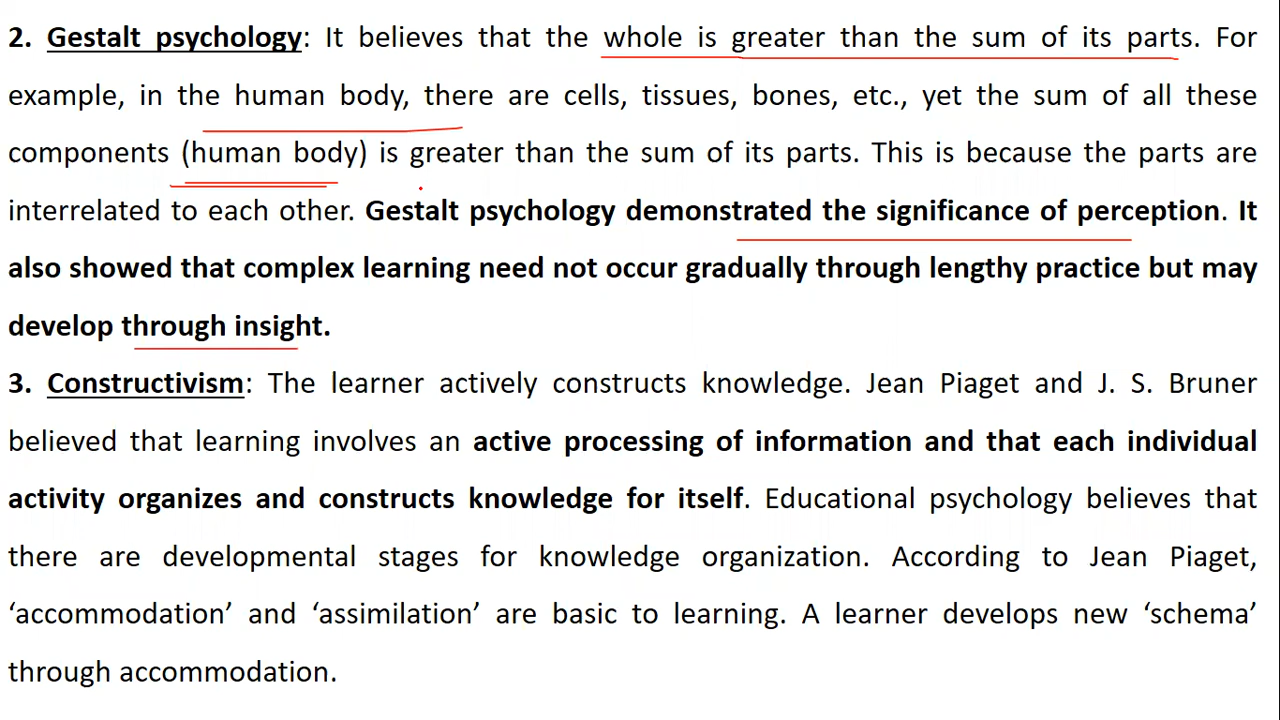 2. Gestalt psychology: It believes that the whole is greater than the sum of its parts. For
example, in the human body, there are cells, tissues, bones, etc., yet the sum of all these
components (human body) is greater than the sum of its parts. This is because the parts are
interrelated to each other. Gestalt psychology demonstrated the significance of perception. It
also showed that complex learning need not occur gradually through lengthy practice but may
develop through insight.
3. Constructivism: The learner actively constructs knowledge. Jean Piaget and J. S. Bruner
believed that learning involves an active processing of information and that each individual
activity organizes and constructs knowledge for itself. Educational psychology believes that
there are developmental stages for knowledge organization. According to Jean Piaget,
‘accommodation’ and ‘assimilation’ are basic to learning. A learner develops new ‘schema’
through accommodation.